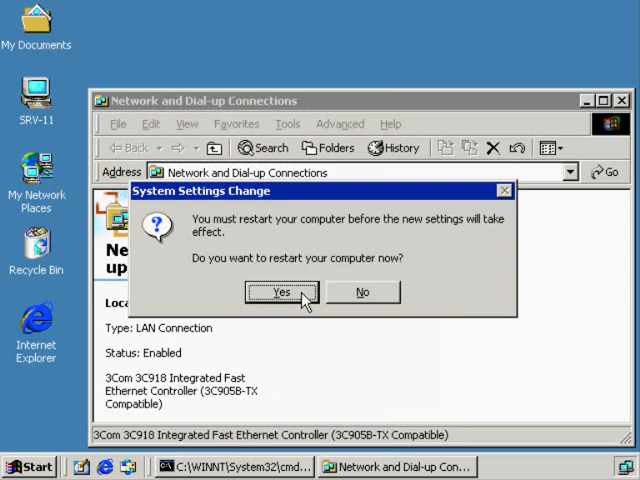 My Documents
SRV-11
My Network
Places
Recycle Bin
Internet
Explorer
Network and Dial-up Connections
File Edit View Favorites Tools Advanced Help
Back Search Folders History
Address Network and Dial-up Connections Go
System Settings Change
You must restart your computer before the new settings will take
effect.
Do you want to restart your computer now?
Yes No
Ne
up
Loca
Type: LAN Connection
Status: Enabled
3Com 3C918 Integrated Fast
Ethernet Controller (3C905B-TX
Compatible)
3Com 3C918 Integrated Fast Ethernet Controller (3C905B-TX Compatible)
Start C:\WINNT\System32\cmd... Network and Dial-up Con...